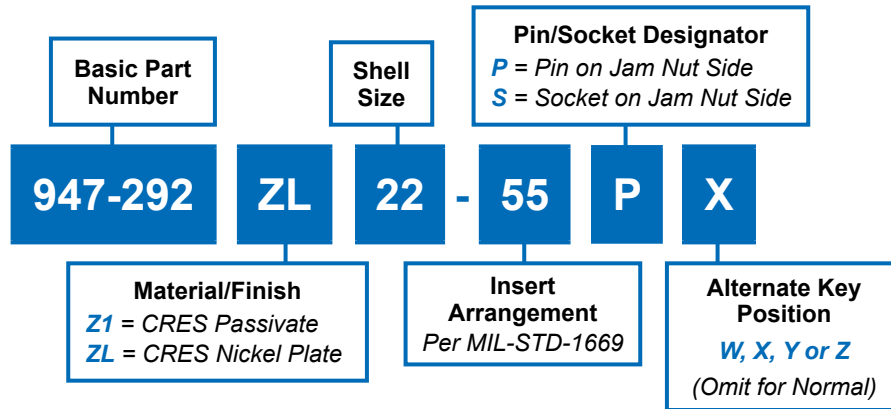 Basic Part
Number
Shell
Size
Pin/Socket Designator
P = Pin on Jam Nut Side
S = Socket on Jam Nut Side
947-292 ZL 22 - 55 P X
Material/Finish
Z1 = CRES Passivate
ZL = CRES Nickel Plate
Insert
Arrangement
Per MIL-STD-1669
Alternate Key
Position
W, X, Y or Z
(Omit for Normal)